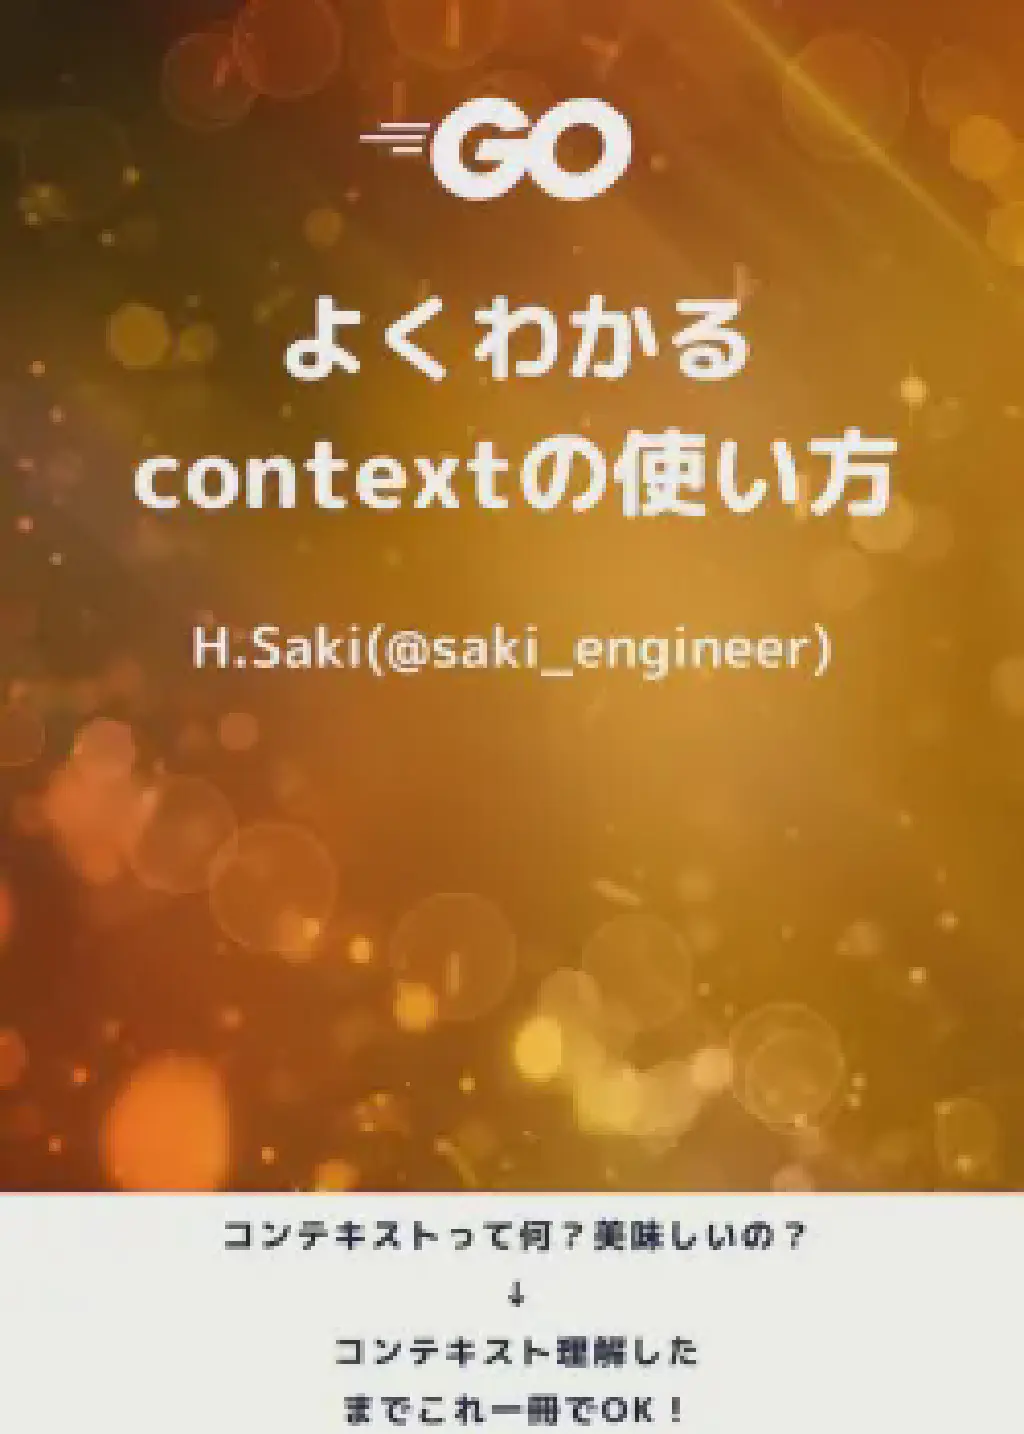 GO
よくわかる
contextの使い方
H.Saki(@saki_engineer)
コンテキストって何？美味しいの？
↓
コンテキスト理解した
までこれ一冊でOK！